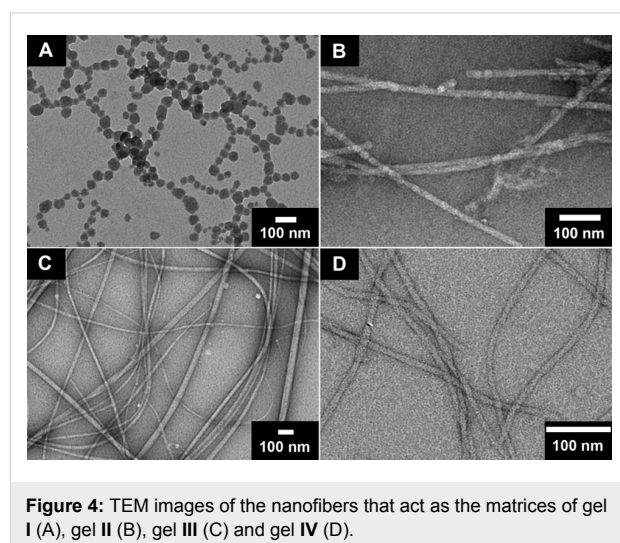 A
B
100 nm
100 nm
C
D
100 nm
100 nm
Figure 4: TEM images of the nanofibers that act as the matrices of gel
I (A), gel II (B), gel III (C) and gel IV (D).